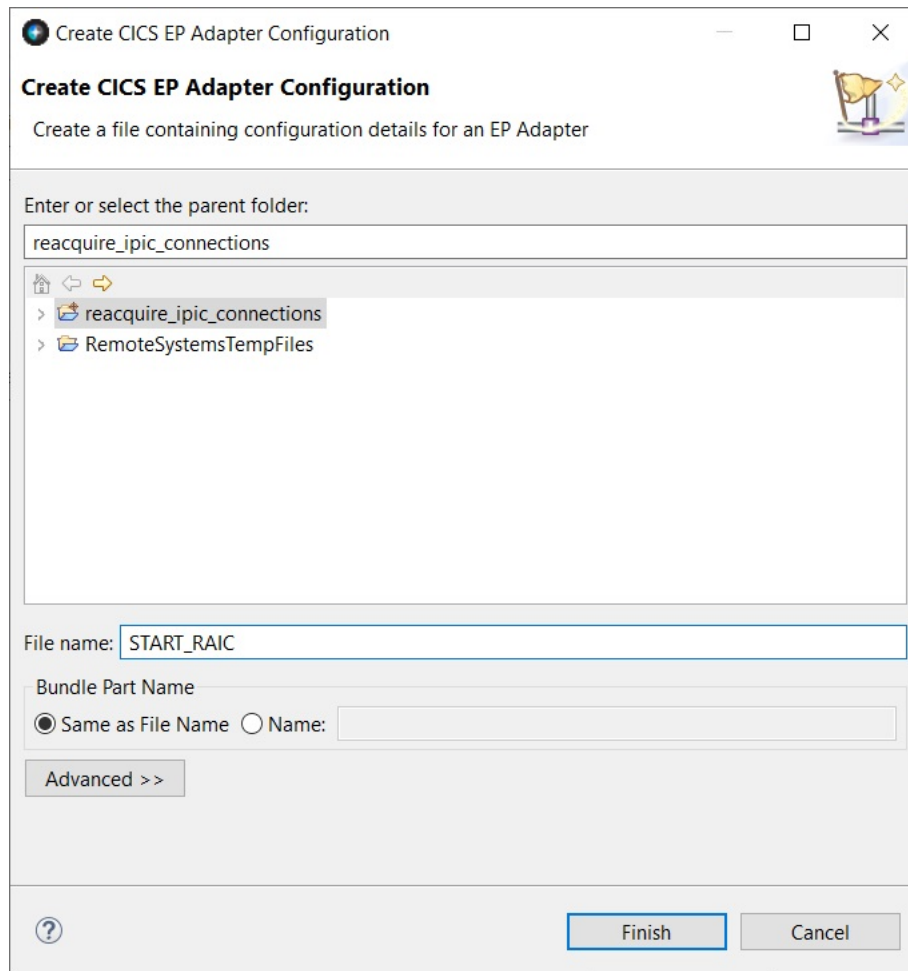 Create CICS EP Adapter Configuration
Create CICS EP Adapter Configuration
Create a file containing configuration details for an EP Adapter
Enter or select the parent folder:
reacquire_ipic_connections
reacquire_ipic_connections
RemoteSystemsTempFiles
File name: START_RAIC
Bundle Part Name
Same as File Name Name:
Advanced >>
? Finish Cancel